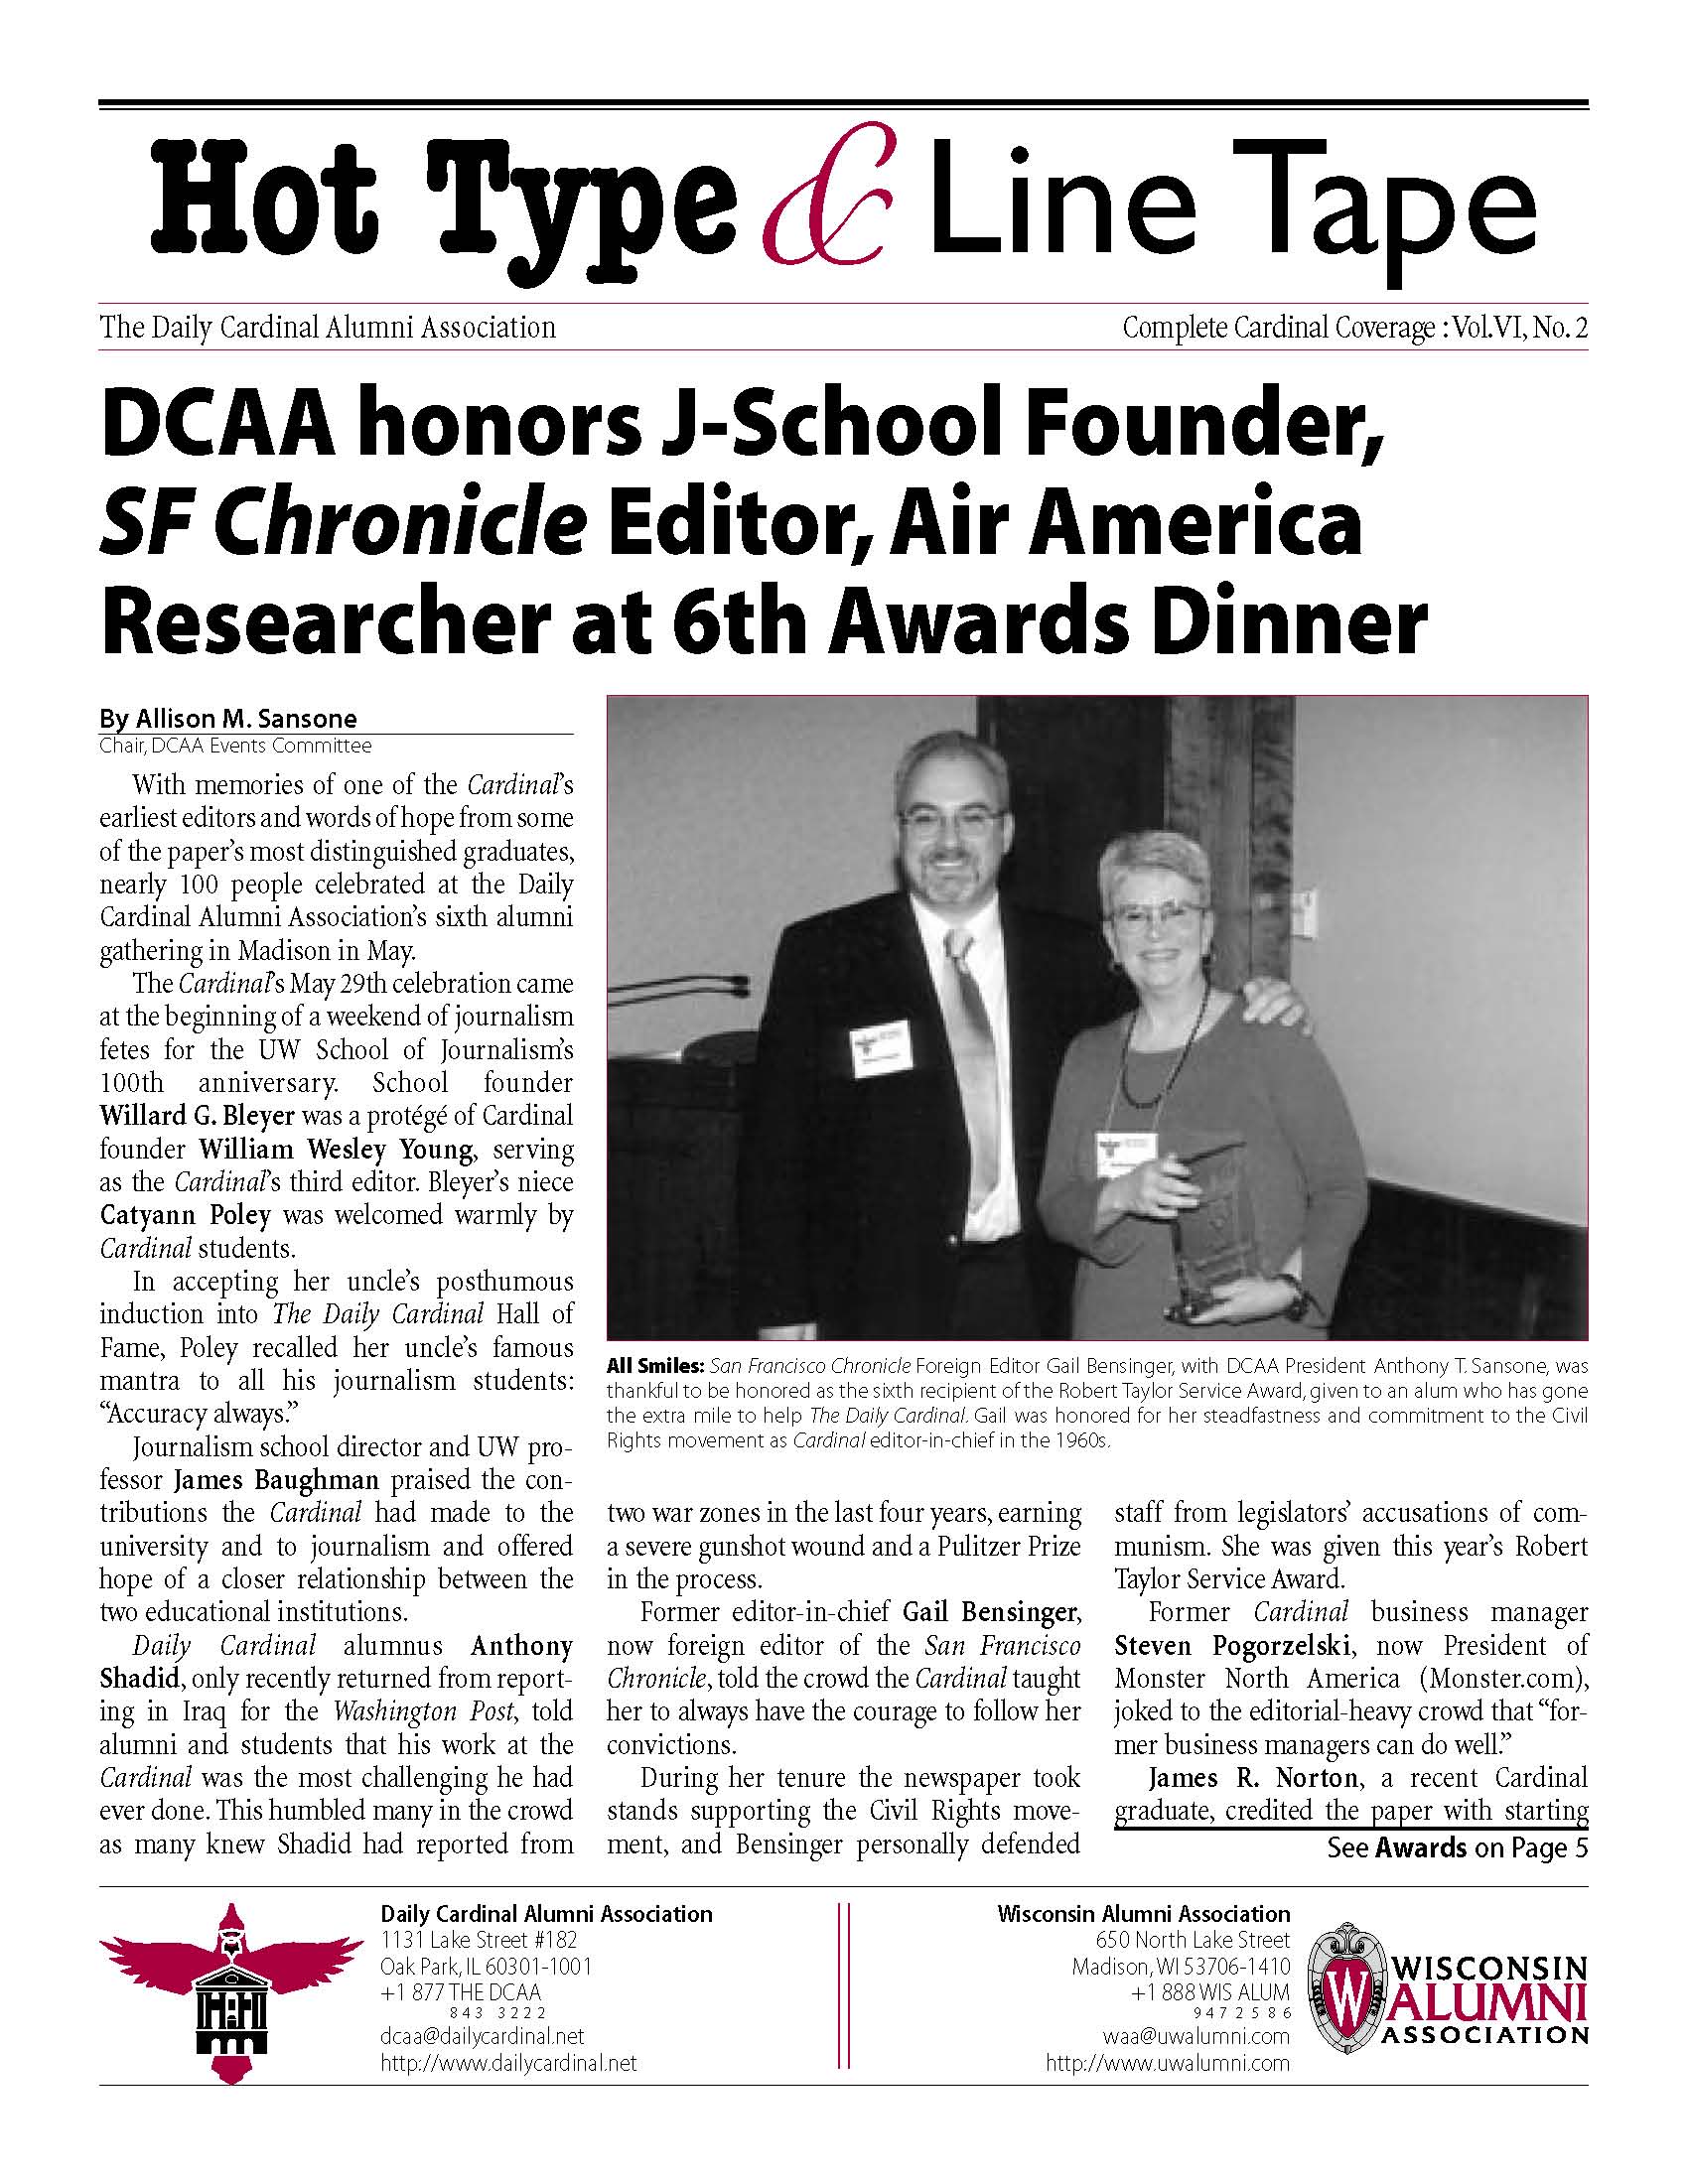 Hot Type & Line Tape
The Daily Cardinal Alumni Association
Complete Cardinal Coverage : Vol. VI, No. 2
DCAA honors J-School Founder,
SF Chronicle Editor, Air America
Researcher at 6th Awards Dinner
By Allison M. Sansone
Chair, DCAA Events Committee
With memories of one of the Cardinal's
earliest editors and words of hope from some
of the paper's most distinguished graduates,
nearly 100 people celebrated at the Daily
Cardinal Alumni Association's sixth alumni
gathering in Madison in May.
The Cardinal's May 29th celebration came
at the beginning of a weekend of journalism
fetes for the UW School of Journalism's
100th anniversary. School founder
Willard G. Bleyer was a protégé of Cardinal
founder William Wesley Young, serving
as the Cardinal's third editor. Bleyer's niece
Catyann Poley was welcomed warmly by
Cardinal students.
In accepting her uncle's posthumous
induction into The Daily Cardinal Hall of
Fame, Poley recalled her uncle's famous
mantra to all his journalism students:
“Accuracy always.”
Journalism school director and UW pro-
fessor James Baughman praised the con-
tributions the Cardinal had made to the
university and to journalism and offered
hope of a closer relationship between the
two educational institutions.
Daily Cardinal alumnus Anthony
Shadid, only recently returned from report-
ing in Iraq for the Washington Post, told
alumni and students that his work at the
Cardinal was the most challenging he had
ever done. This humbled many in the crowd
as many knew Shadid had reported from
All Smiles: San Francisco Chronicle Foreign Editor Gail Bensinger, with DCAA President Anthony T. Sansone, was
thankful to be honored as the sixth recipient of the Robert Taylor Service Award, given to an alum who has gone
the extra mile to help The Daily Cardinal. Gail was honored for her steadfastness and commitment to the Civil
Rights movement as Cardinal editor-in-chief in the 1960s.
two war zones in the last four years, earning
a severe gunshot wound and a Pulitzer Prize
in the process.
Former editor-in-chief Gail Bensinger,
now foreign editor of the San Francisco
Chronicle, told the crowd the Cardinal taught
her to always have the courage to follow her
convictions.
During her tenure the newspaper took
stands supporting the Civil Rights move-
ment, and Bensinger personally defended
staff from legislators' accusations of com-
munism. She was given this year's Robert
Taylor Service Award.
Former Cardinal business manager
Steven Pogorzelski, now President of
Monster North America (Monster.com),
joked to the editorial-heavy crowd that “for-
mer business managers can do well.”
James R. Norton, a recent Cardinal
graduate, credited the paper with starting
See Awards on Page 5
Daily Cardinal Alumni Association
1131 Lake Street #182
Oak Park, IL 60301-1001
+1 877 THE DCAA
843 3222
dcaa@dailycardinal.net
http://www.dailycardinal.net
Wisconsin Alumni Association
650 North Lake Street
Madison, WI 53706-1410
+1 888 WIS ALUM
9472586
waa@uwalumni.com
http://www.uwalumni.com
W
WISCONSIN
ALUMNI
ASSOCIATION